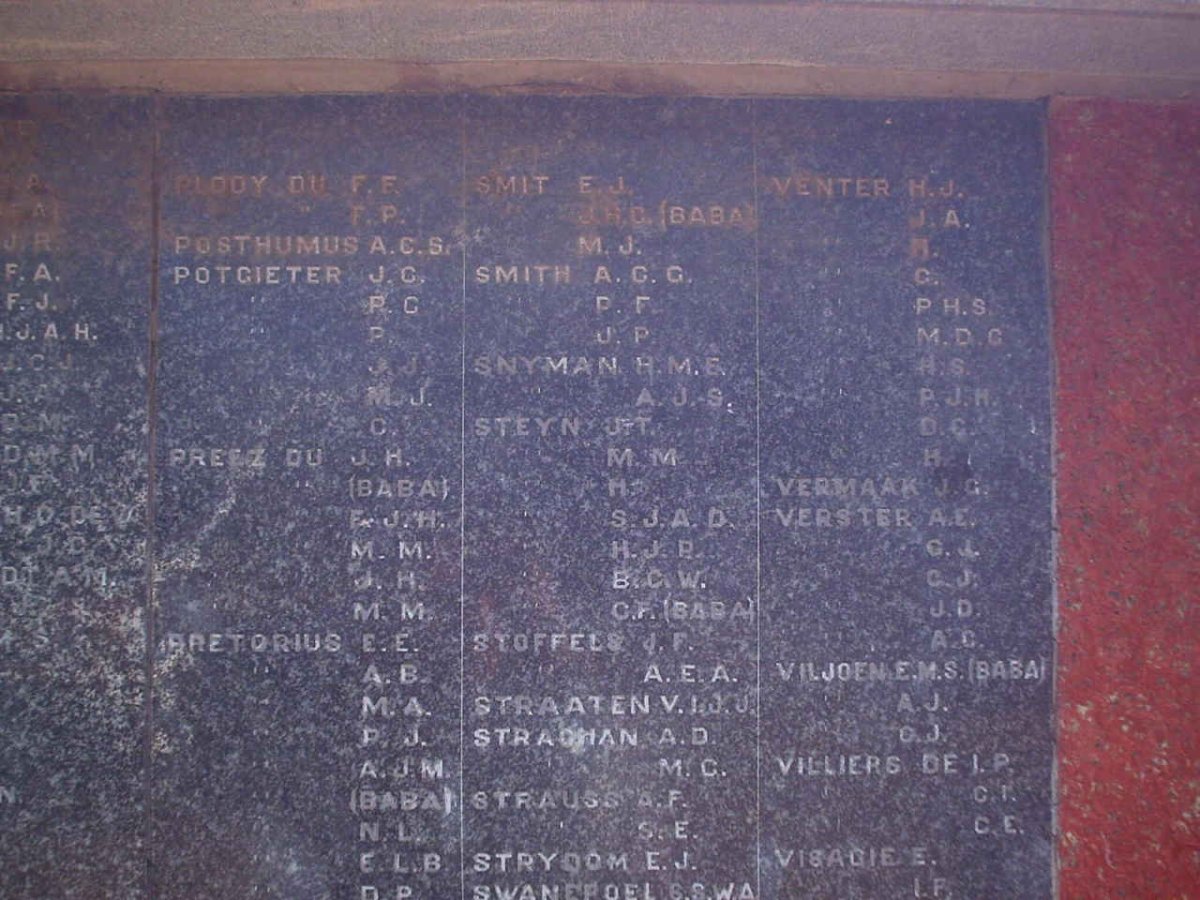 A.
J.R.
F.A.
F.J.
J.A.H.
J.C.J
A.M.
PLOOY DU F.F.
" F.P.
POSTHUMUS A.C.S.
POTGIETER J.C.
" P.C
" P.
" J.J.
" M.J.
" C.
PREEZ DU J.H.
" (BABA)
" E.J.H.
" M.M.
" J.H.
" M.M.
PRETORIUS E.E.
" A.B.
" M.A.
" P.J.
" A.J.M.
" (BABA)
" N.L.
" E.L.B
" D.P.
SMIT E.J.
" J.H.C.(BABA)
" M.J.
SMITH A.C.G.
" P.F.
" J.P
SNYMAN H.M.E.
" A.J.S.
STEYN J.T.
" M.M
" H.
" S.J.A.D.
" H.J.R.
" B.C.W.
" C.F.(BABA)
STOFFELS J.F.
" A.E.A.
STRAATEN V.I.J.J.
STRACHAN A.D.
" M.C.
STRAUSS A.F.
" S.E.
STRYDOM E.J.
SWANEPOEL S.S.W.A
VENTER H.J.
" J.A.
" M.
" C.
" P.H.S.
" M.D.C
" H.S.
" P.J.H.
" D.C.
" H.
VERMAAK J.G.
VERSTER A.E.
" G.J.
" C.J.
" J.D.
" A.C.
VILJOEN E.M.S.(BABA)
" A.J.
" C.J.
VILLIERS DE I.P.
" C.I.
" C.E.
VISAGIE E.
" I.F.